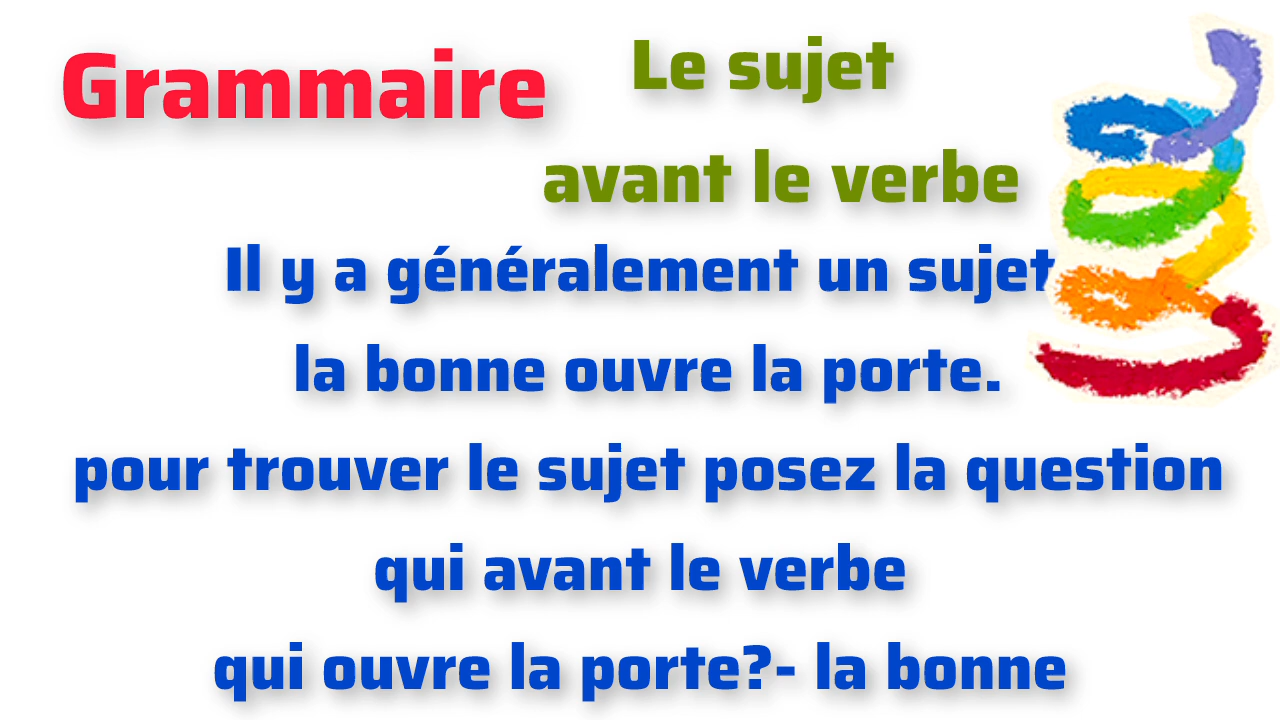 Grammaire
Le sujet
avant le verbe
Il y a généralement un sujet
la bonne ouvre la porte.
pour trouver le sujet posez la question
qui avant le verbe
qui ouvre la porte?- la bonne